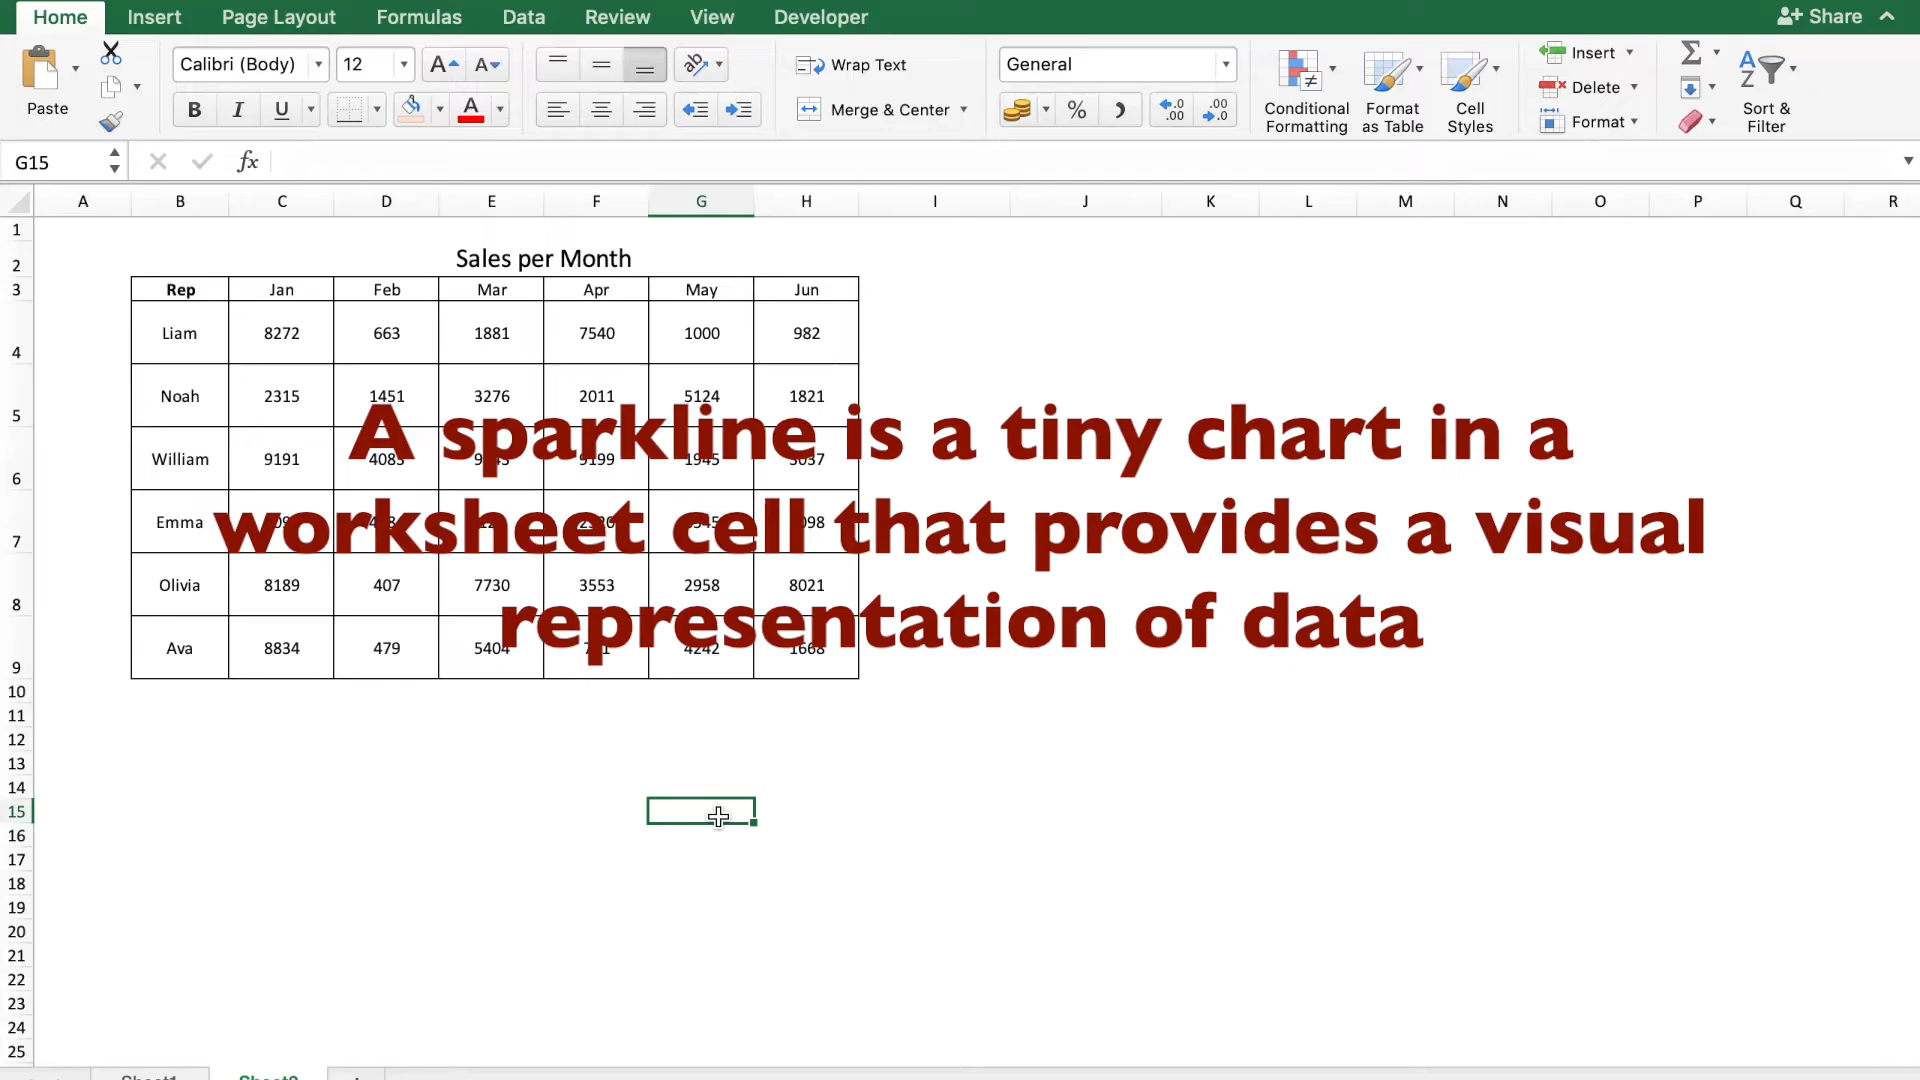 Home Insert Page Layout Formulas Data Review View Developer Share
Calibri (Body) 12 Wrap Text General Insert
Paste Delete
B I U Merge & Center % Conditional Formatting Format as Table Cell Styles Format Sort & Filter
G15 fx
A B C D E F G H I J K L M N O P Q R
1
2 Sales per Month
3 Rep Jan Feb Mar Apr May Jun
4 Liam 8272 663 1881 7540 1000 982
5 Noah 2315 1451 3276 2011 5124 1821
A sparkline is a tiny chart in a
6 William 9191 4083 9199 1945
worksheet cell that provides a visual
7 Emma
8 Olivia 8189 407 7730 3553 2958 8021
representation of data
9 Ava 8834 479 5404 4242 1668
10
11
12
13
14
15
16
17
18
19
20
21
22
23
24
25